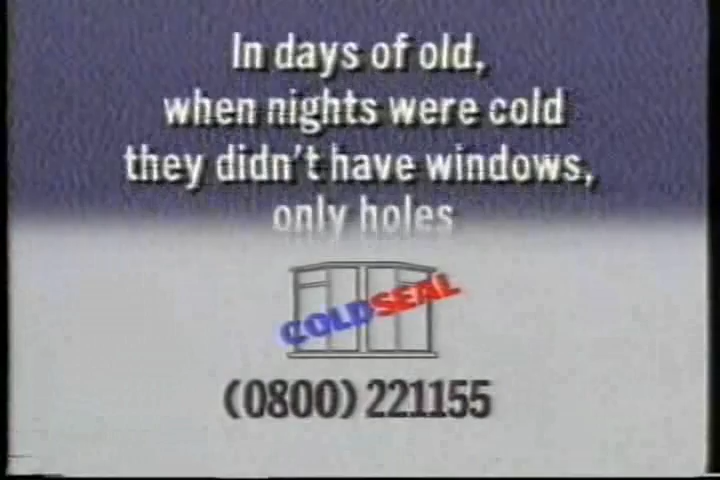 In days of old,
when nights were cold
they didn't have windows,
only holes
COLDSEAL
(0800) 221155